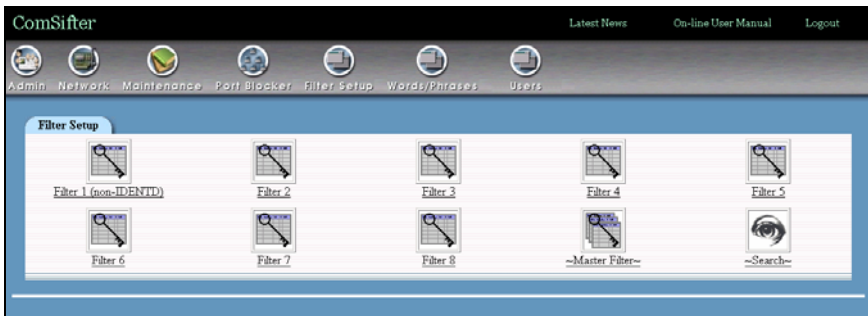 ComSifter
Latest News On-line User Manual Logout
Admin Network Maintenance Port Blocker Filter Setup Words/Phrases Users
Filter Setup
Filter 1 (non-IDENTD) Filter 2 Filter 3 Filter 4 Filter 5
Filter 6 Filter 7 Filter 8 ~Master Filter~ ~Search~